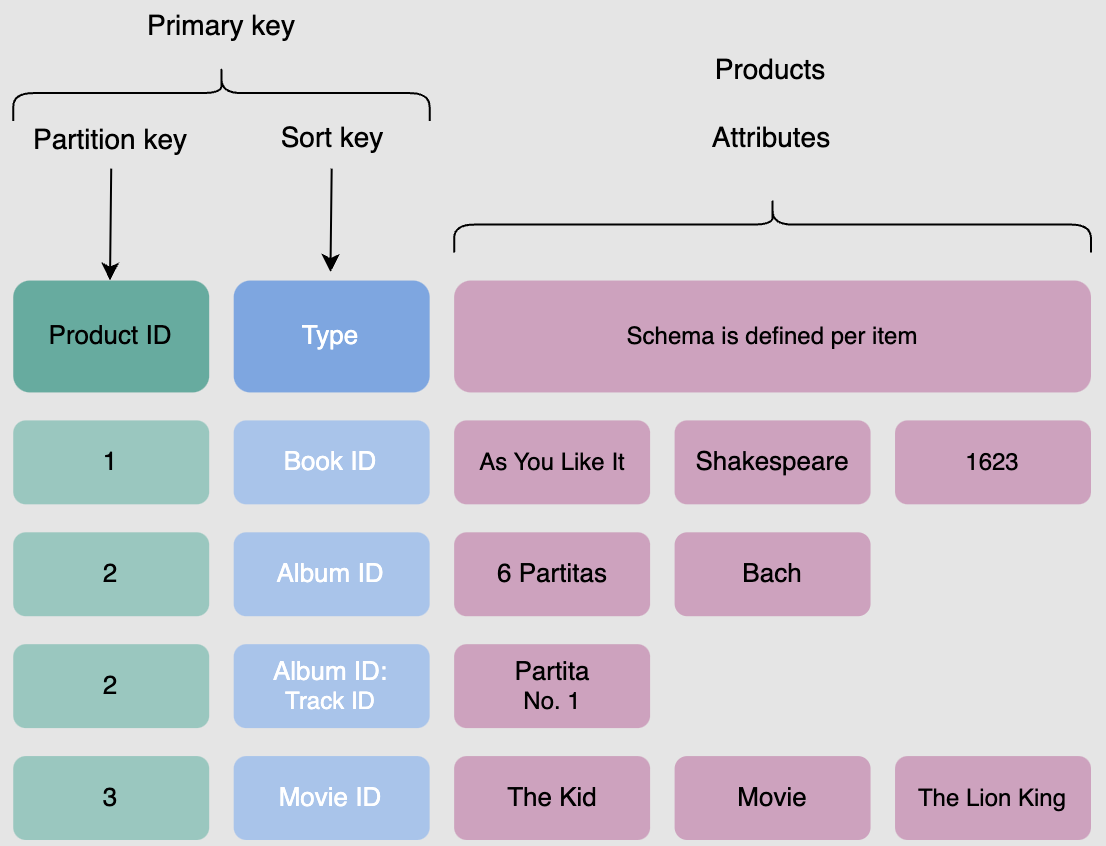 Primary key
Products
Partition key
Sort key
Attributes
Product ID
Type
Schema is defined per item
1
Book ID
As You Like It
Shakespeare
1623
2
Album ID
6 Partitas
Bach
2
Album ID:
Track ID
Partita
No. 1
3
Movie ID
The Kid
Movie
The Lion King